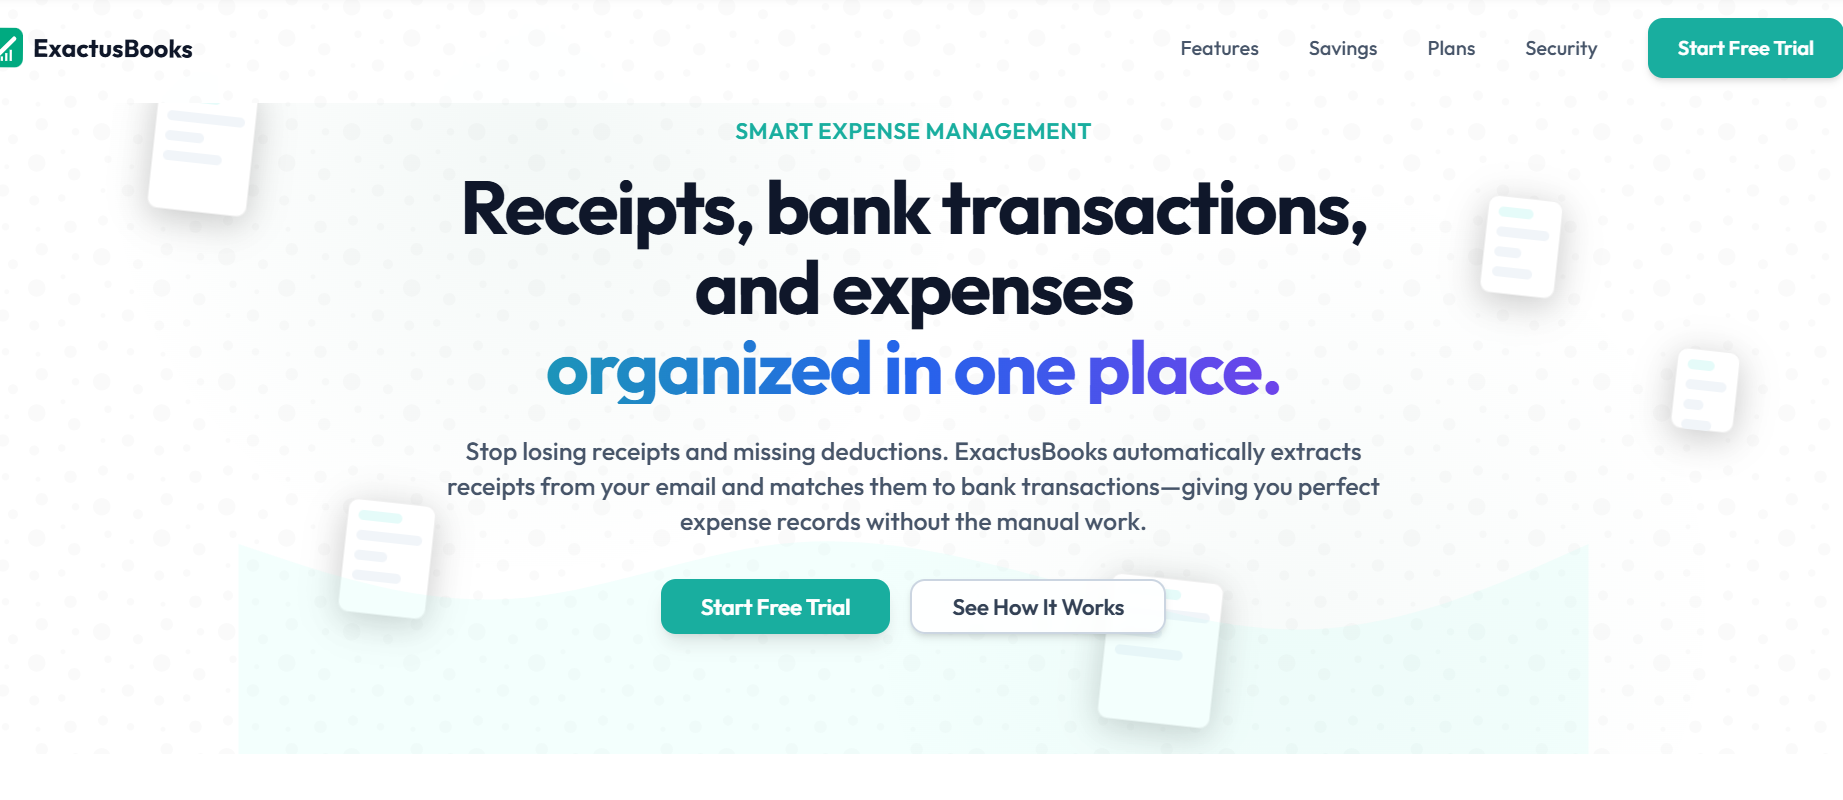 ExactusBooks
Features
Savings
Plans
Security
Start Free Trial
SMART EXPENSE MANAGEMENT
Receipts, bank transactions,
and expenses
organized in one place.
Stop losing receipts and missing deductions. ExactusBooks automatically extracts
receipts from your email and matches them to bank transactions—giving you perfect
expense records without the manual work.
Start Free Trial
See How It Works